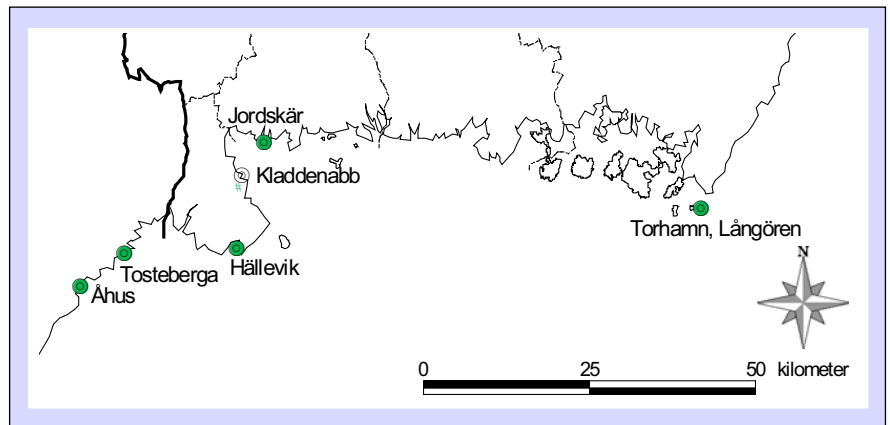 Jordskär
Kladdenabb
#
Torhamn, Långören
Hällevik
Tosteberga
Åhus
N
0 25 50 kilometer